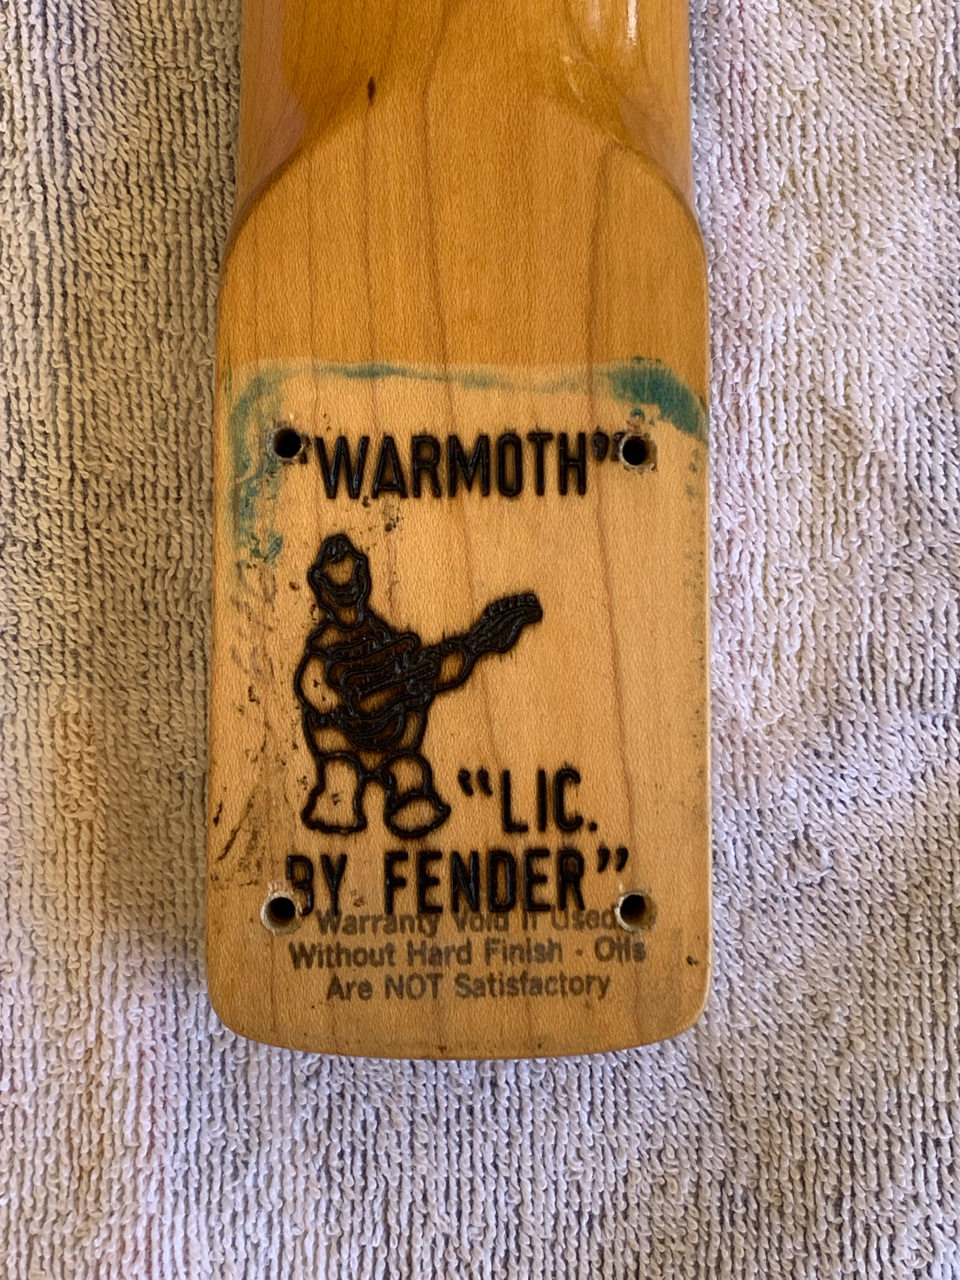 "WARMOTH"
"LIC.
BY FENDER"
Warranty Void If Used
Without Hard Finish - Oils
Are NOT Satisfactory